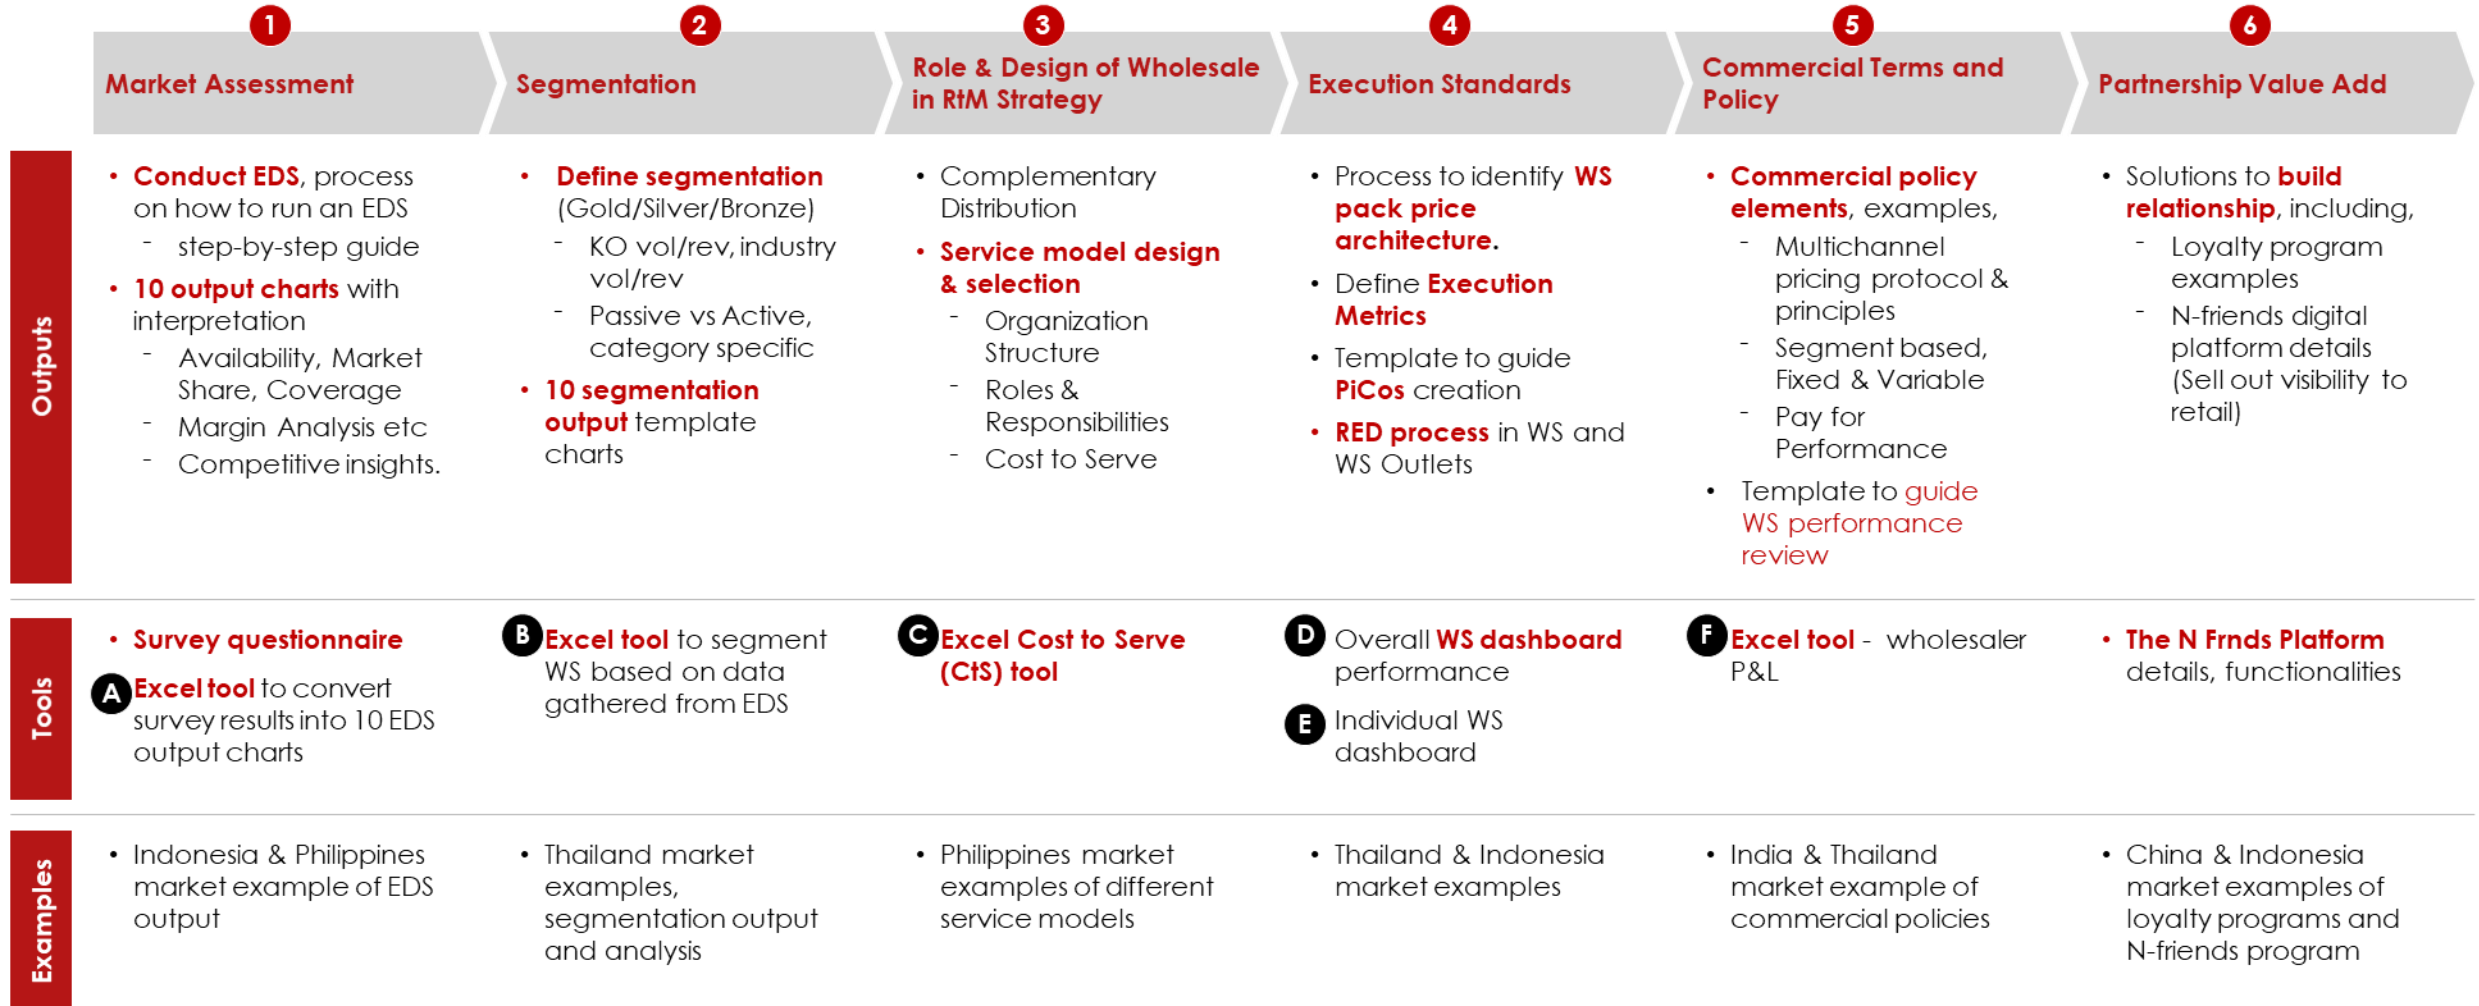 1
Market Assessment
2
Segmentation
3
Role & Design of Wholesale
in RtM Strategy
4
Execution Standards
5
Commercial Terms and
Policy
6
Partnership Value Add
Outputs
• Conduct EDS, process
on how to run an EDS
- step-by-step guide
• 10 output charts with
interpretation
- Availability, Market
Share, Coverage
- Margin Analysis etc
- Competitive insights.
• Define segmentation
(Gold/Silver/Bronze)
- KO vol/rev, industry
vol/rev
- Passive vs Active,
category specific
• 10 segmentation
output template
charts
• Complementary
Distribution
• Service model design
& selection
- Organization
Structure
- Roles &
Responsibilities
- Cost to Serve
• Process to identify WS
pack price
architecture.
• Define Execution
Metrics
• Template to guide
PiCos creation
• RED process in WS and
WS Outlets
• Commercial policy
elements, examples,
- Multichannel
pricing protocol &
principles
- Segment based,
Fixed & Variable
- Pay for
Performance
• Template to guide
WS performance
review
• Solutions to build
relationship, including,
- Loyalty program
examples
- N-friends digital
platform details
(Sell out visibility to
retail)
Tools
• Survey questionnaire
A Excel tool to convert
survey results into 10 EDS
output charts
B Excel tool to segment
WS based on data
gathered from EDS
C Excel Cost to Serve
(CtS) tool
D Overall WS dashboard
performance
E Individual WS
dashboard
F Excel tool - wholesaler
P&L
• The N Frnds Platform
details, functionalities
Examples
• Indonesia & Philippines
market example of EDS
output
• Thailand market
examples,
segmentation output
and analysis
• Philippines market
examples of different
service models
• Thailand & Indonesia
market examples
• India & Thailand
market example of
commercial policies
• China & Indonesia
market examples of
loyalty programs and
N-friends program